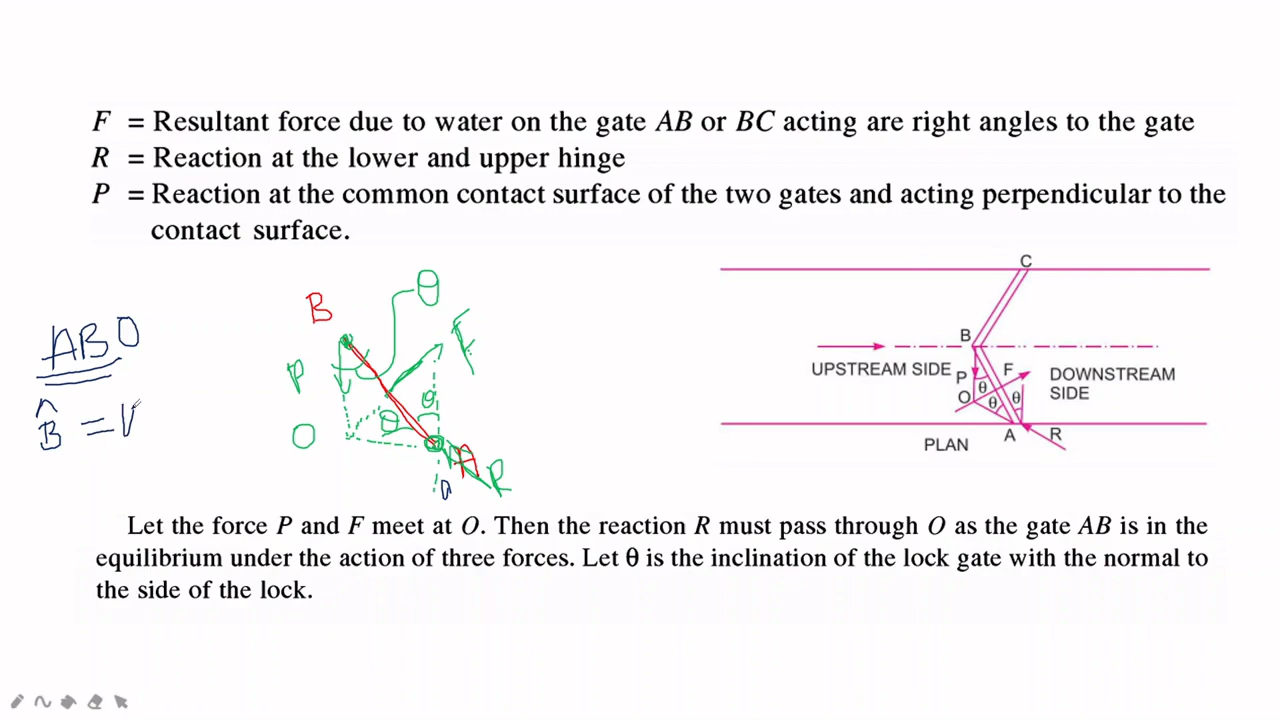 F = Resultant force due to water on the gate AB or BC acting are right angles to the gate
R = Reaction at the lower and upper hinge
P = Reaction at the common contact surface of the two gates and acting perpendicular to the
contact surface.
θ
B
F
P
θ
θ
O
A
R
ABO
B =
C
B
UPSTREAM SIDE
P
F
θ
O
θ
θ
DOWNSTREAM
SIDE
PLAN
A
R
Let the force P and F meet at O. Then the reaction R must pass through O as the gate AB is in the
equilibrium under the action of three forces. Let θ is the inclination of the lock gate with the normal to
the side of the lock.